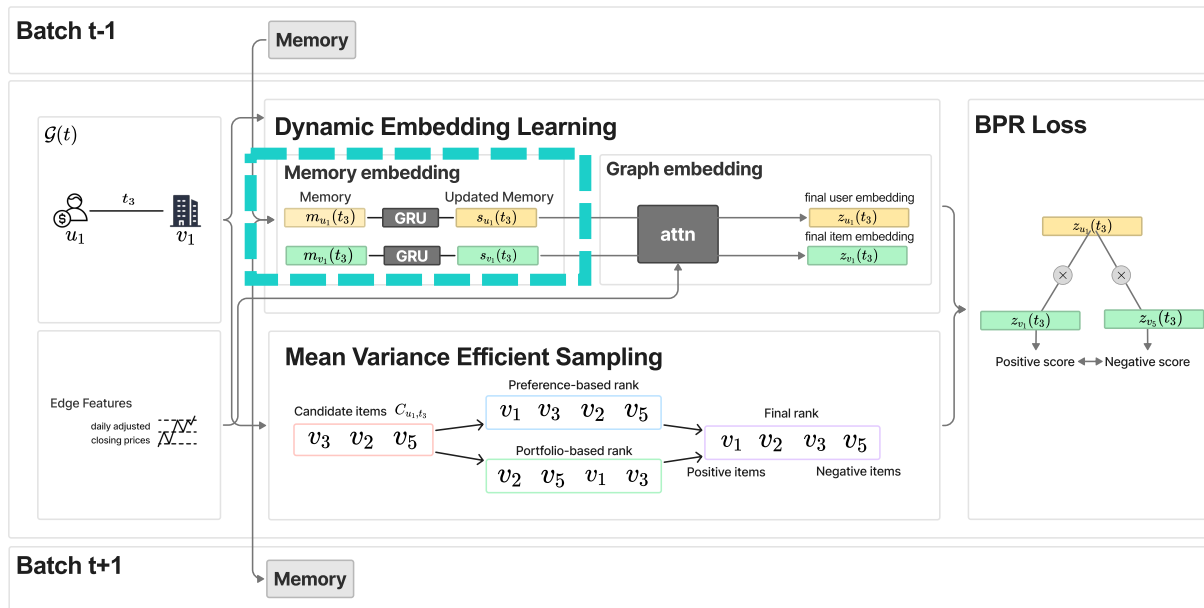 Batch t-1
Memory
𝒢(t)
t₃
u₁
v₁
Edge Features
daily adjusted
closing prices
Dynamic Embedding Learning
Memory embedding
Memory
Updated Memory
m_{u₁}(t₃)
GRU
s_{u₁}(t₃)
m_{v₁}(t₃)
GRU
s_{v₁}(t₃)
Graph embedding
attn
final user embedding
z_{u₁}(t₃)
final item embedding
z_{v₁}(t₃)
Mean Variance Efficient Sampling
Candidate items C_{u₁,t₃}
v₃ v₂ v₅
Preference-based rank
v₁ v₃ v₂ v₅
Portfolio-based rank
v₂ v₅ v₁ v₃
Final rank
v₁ v₂ v₃ v₅
Positive items
Negative items
BPR Loss
z_{u₁}(t₃)
×
×
z_{v₁}(t₃)
z_{v₅}(t₃)
Positive score
Negative score
Batch t+1
Memory